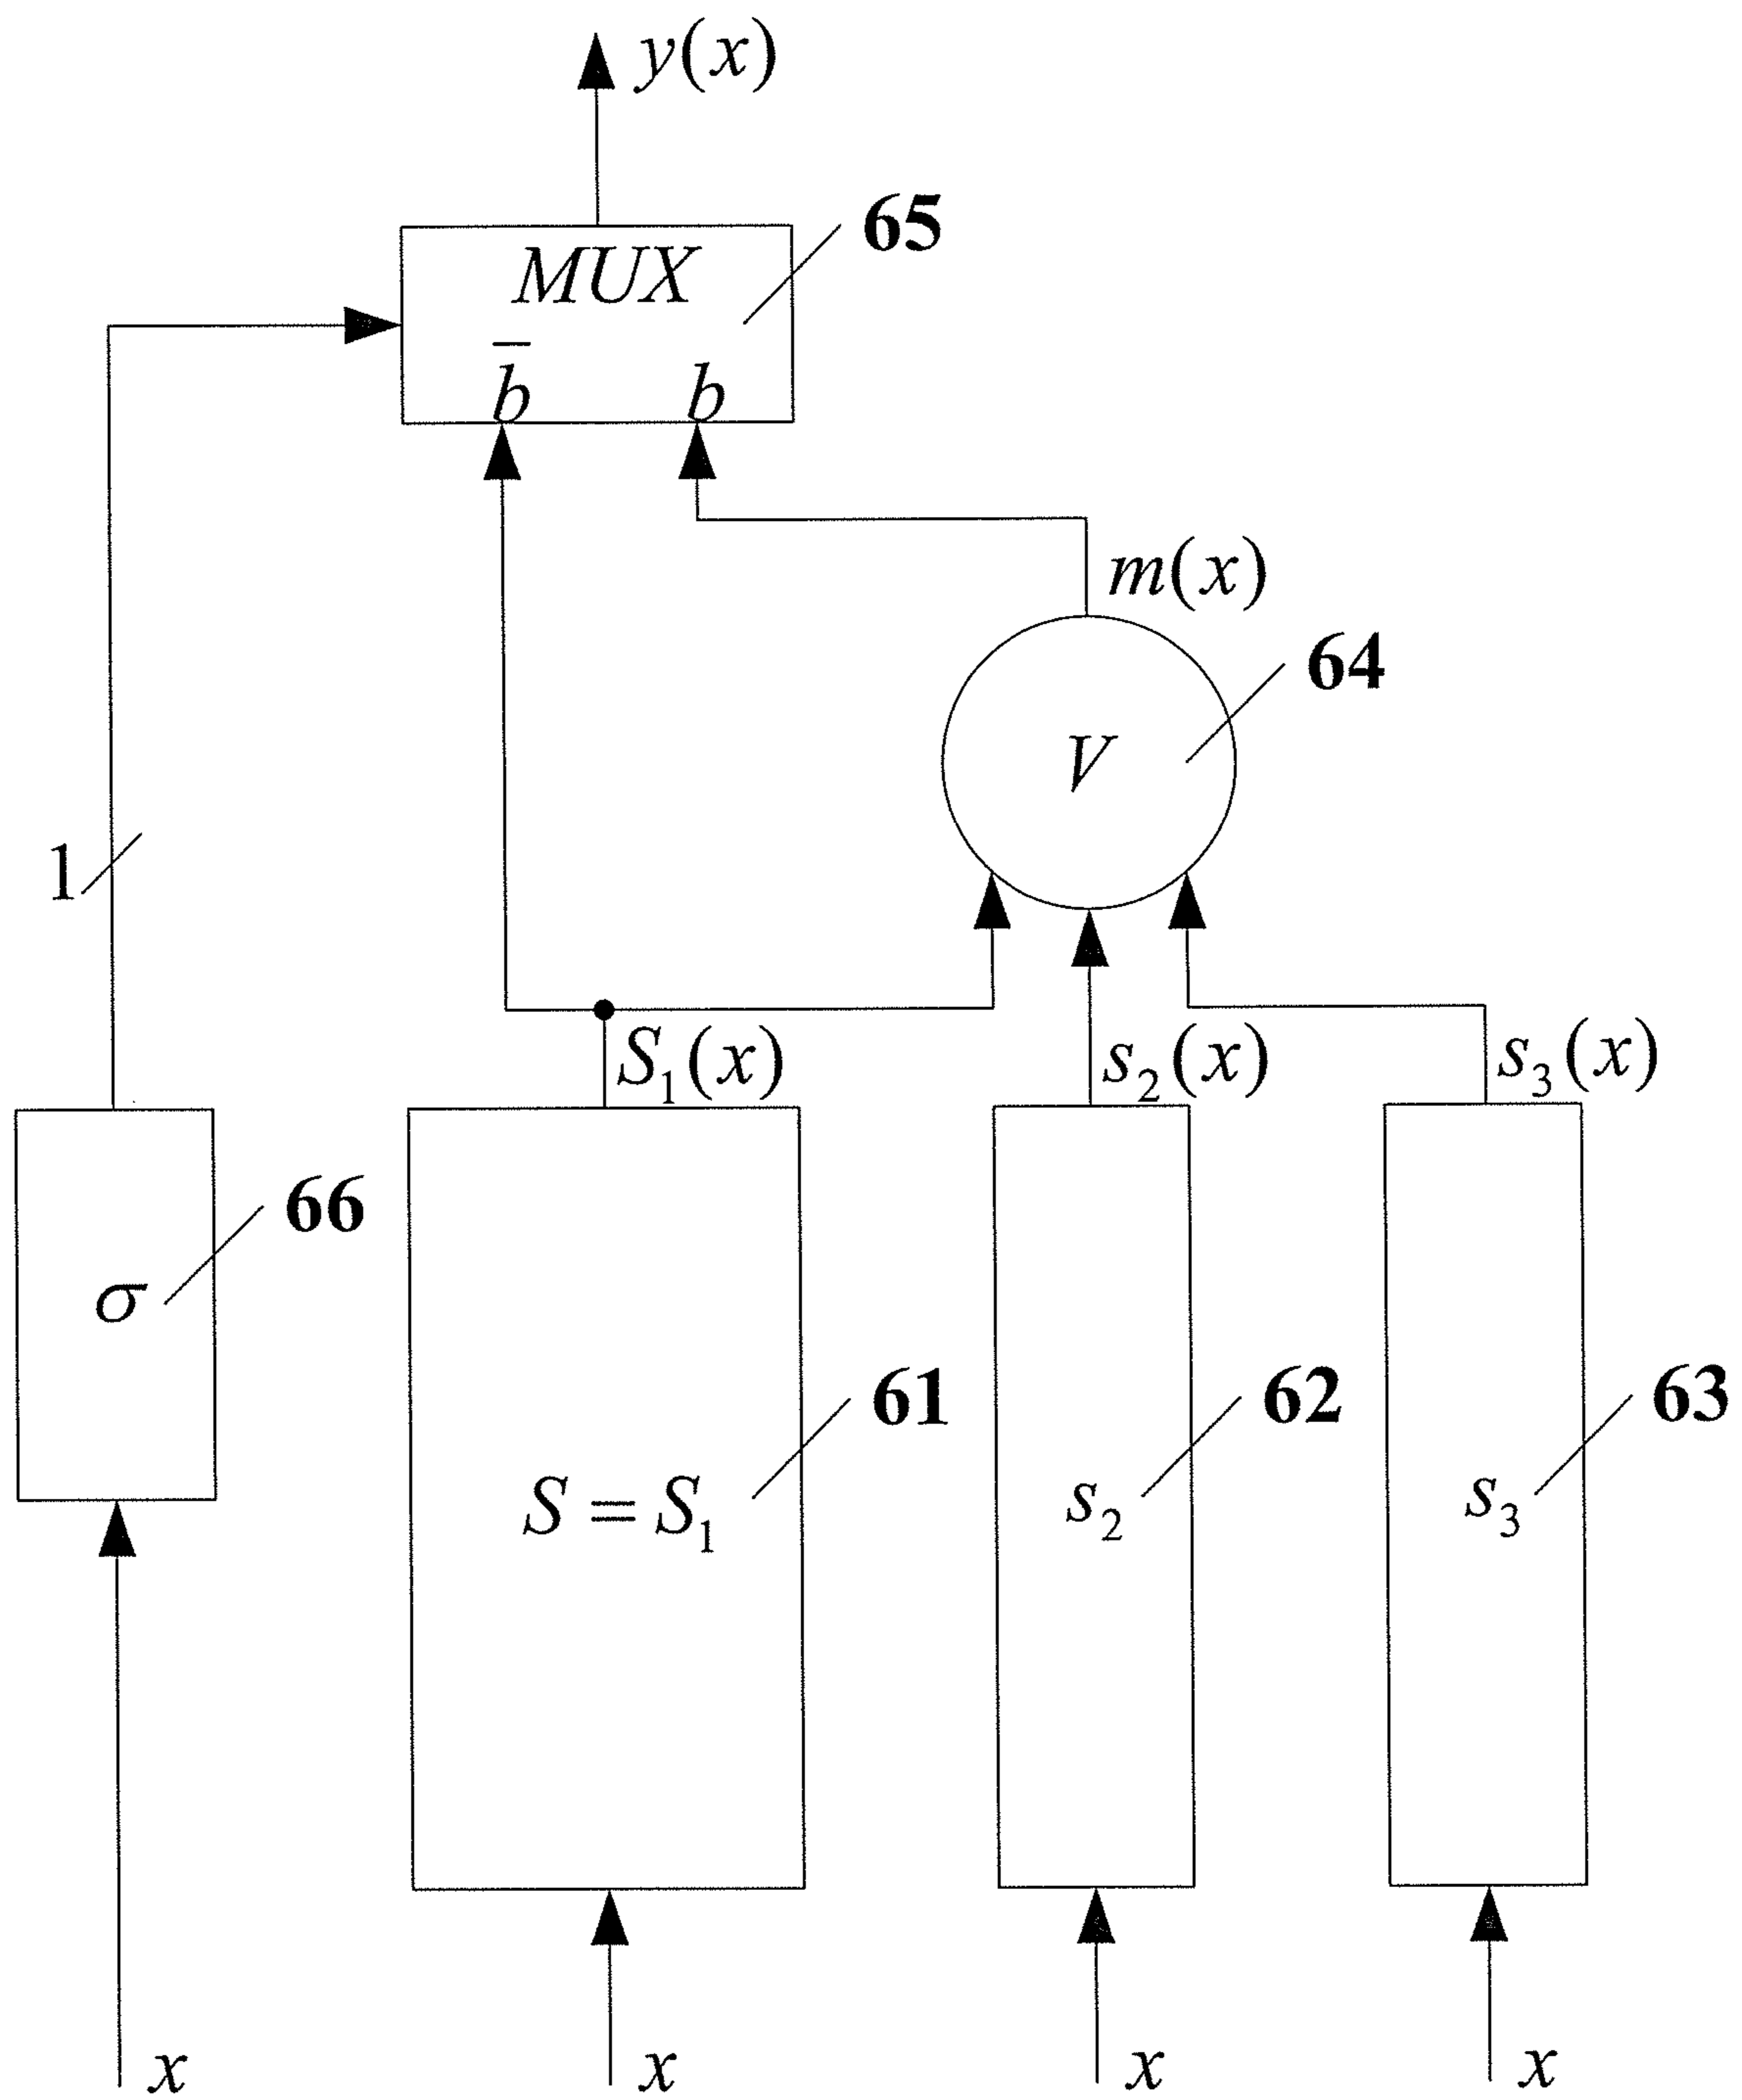 y(x)
65
MUX
b̅ b
m(x)
64
V
1
S₁(x) s₂(x) s₃(x)
66
σ
61 62 63
S = S₁ s₂ s₃
x x x x